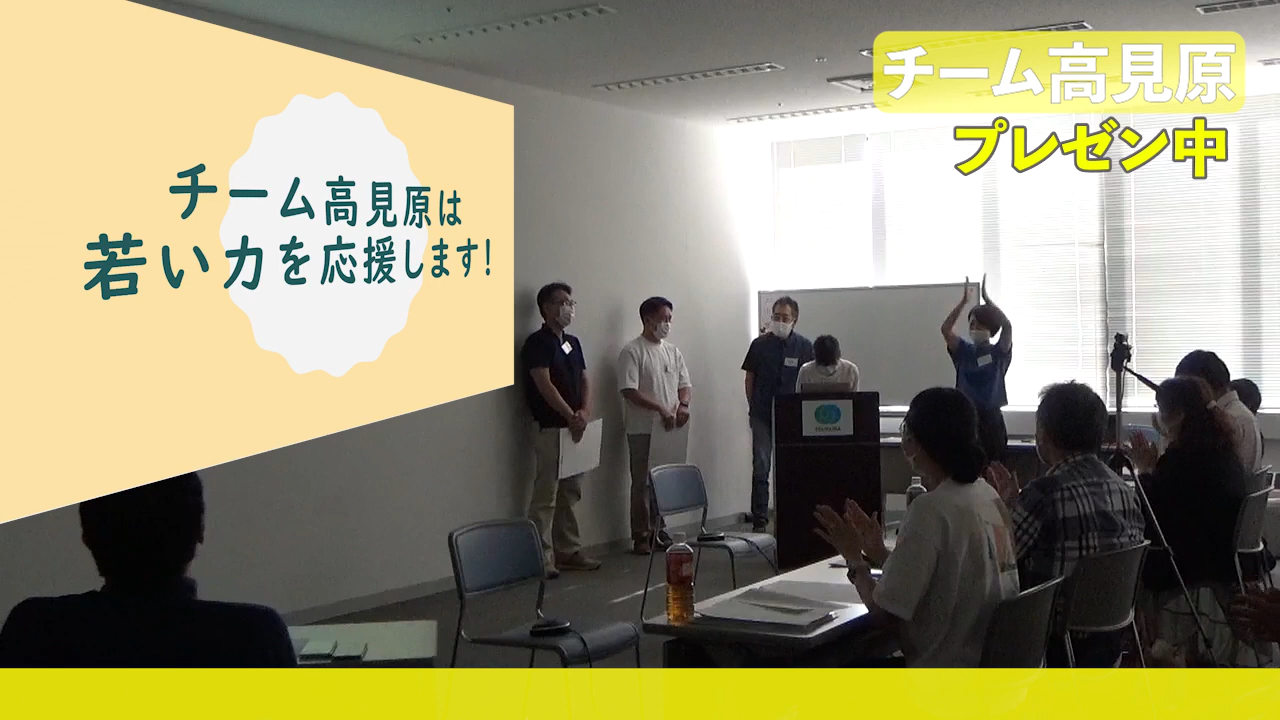 チーム高見原は
若い力を応援します!
チーム高見原
プレゼン中